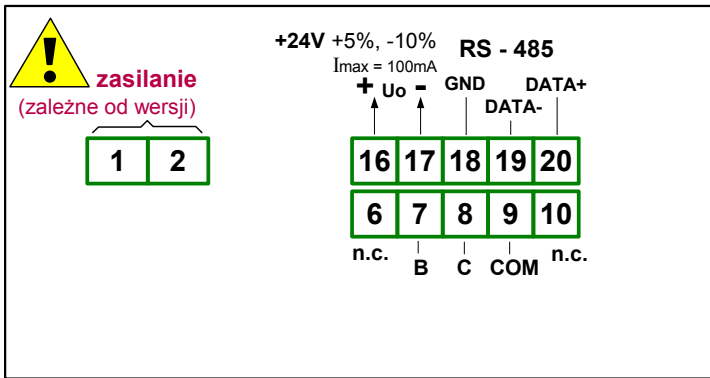 !
zasilanie
(zależne od wersji)
1 2
+24V +5%, -10%
Imax = 100mA
+ Uo -
RS - 485
GND DATA- DATA+
16 17 18 19 20
6 7 8 9 10
n.c. B C COM n.c.